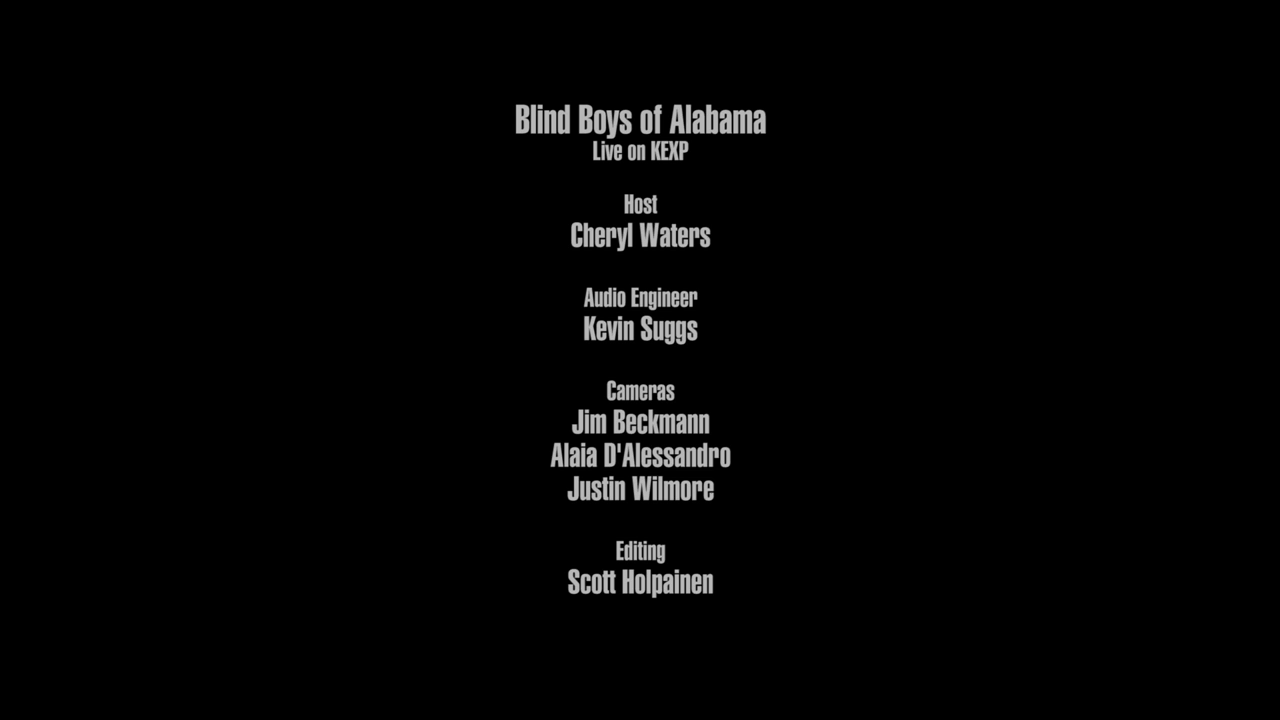 Blind Boys of Alabama
Live on KEXP
Host
Cheryl Waters
Audio Engineer
Kevin Suggs
Cameras
Jim Beckmann
Alaia D'Alessandro
Justin Wilmore
Editing
Scott Holpainen